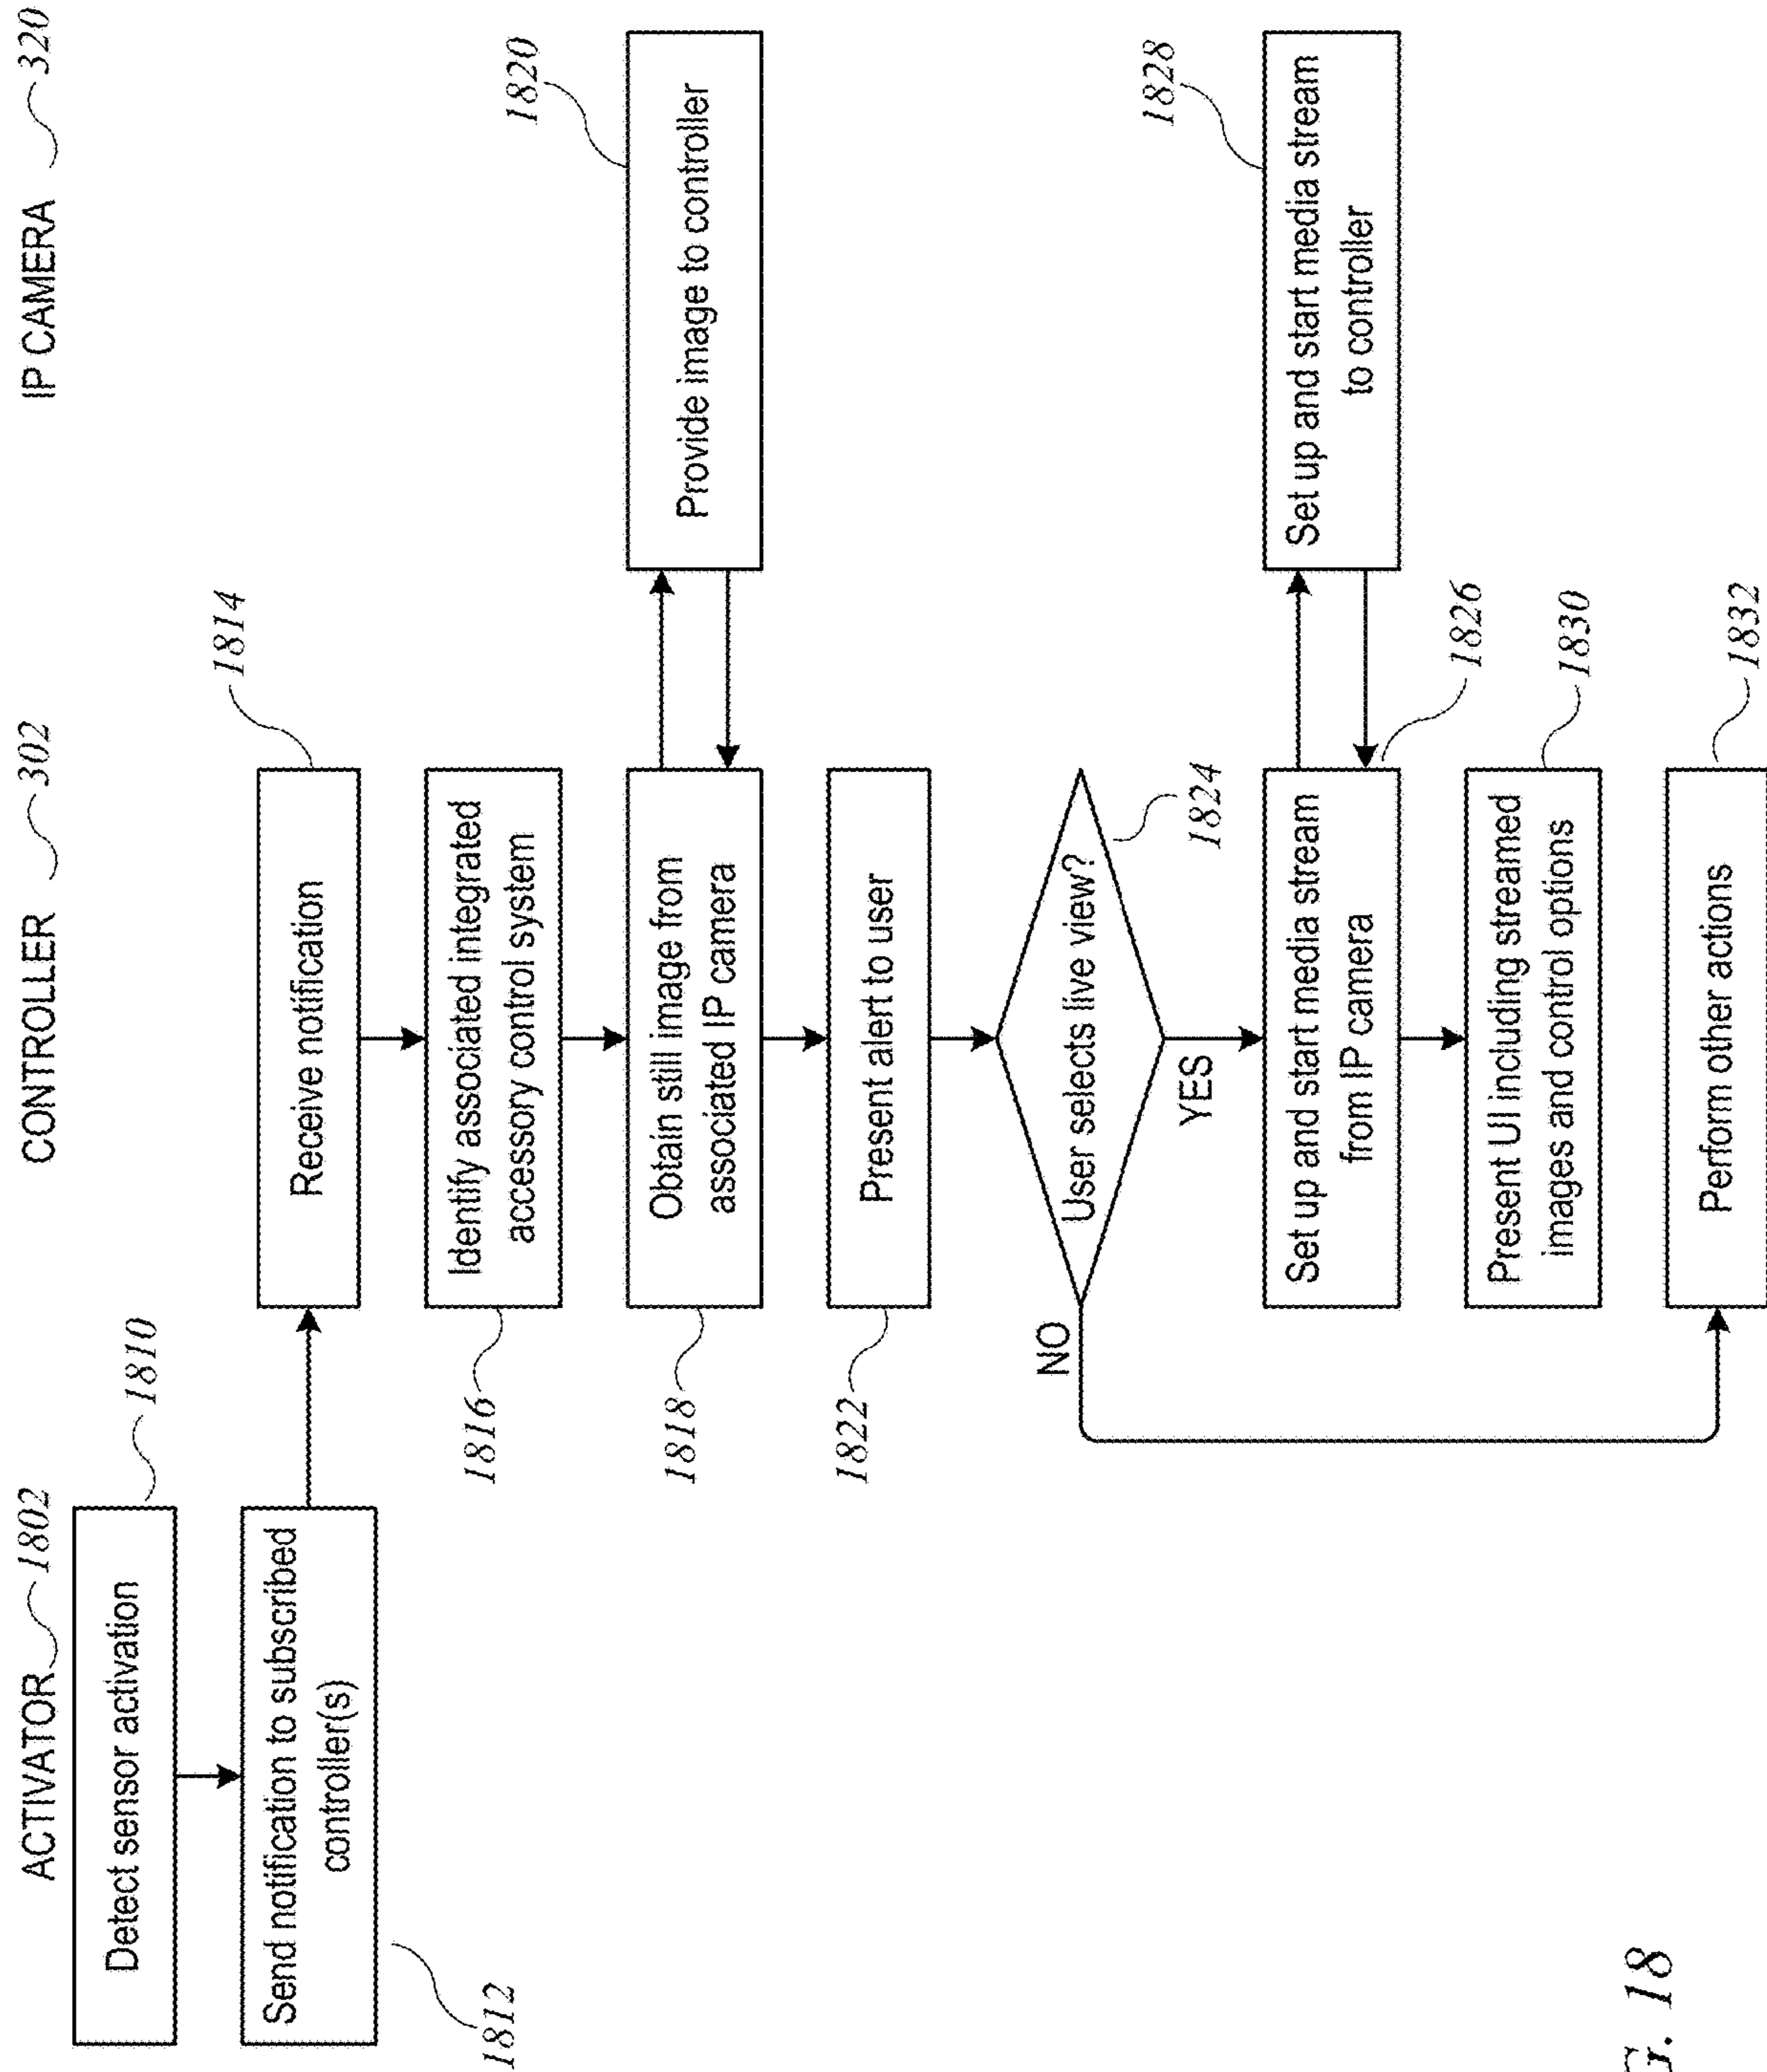 ACTIVATOR 1802
CONTROLLER 302
IP CAMERA 320
Detect sensor activation
1810
Send notification to subscribed
controller(s)
1812
Receive notification
1814
Identify associated integrated
accessory control system
1816
Obtain still image from
associated IP camera
1818
Provide image to controller
1820
Present alert to user
1822
User selects live view?
1824
NO
YES
Set up and start media stream
from IP camera
1826
Set up and start media stream
to controller
1828
Present UI including streamed
images and control options
1830
Perform other actions
1832
G. 18